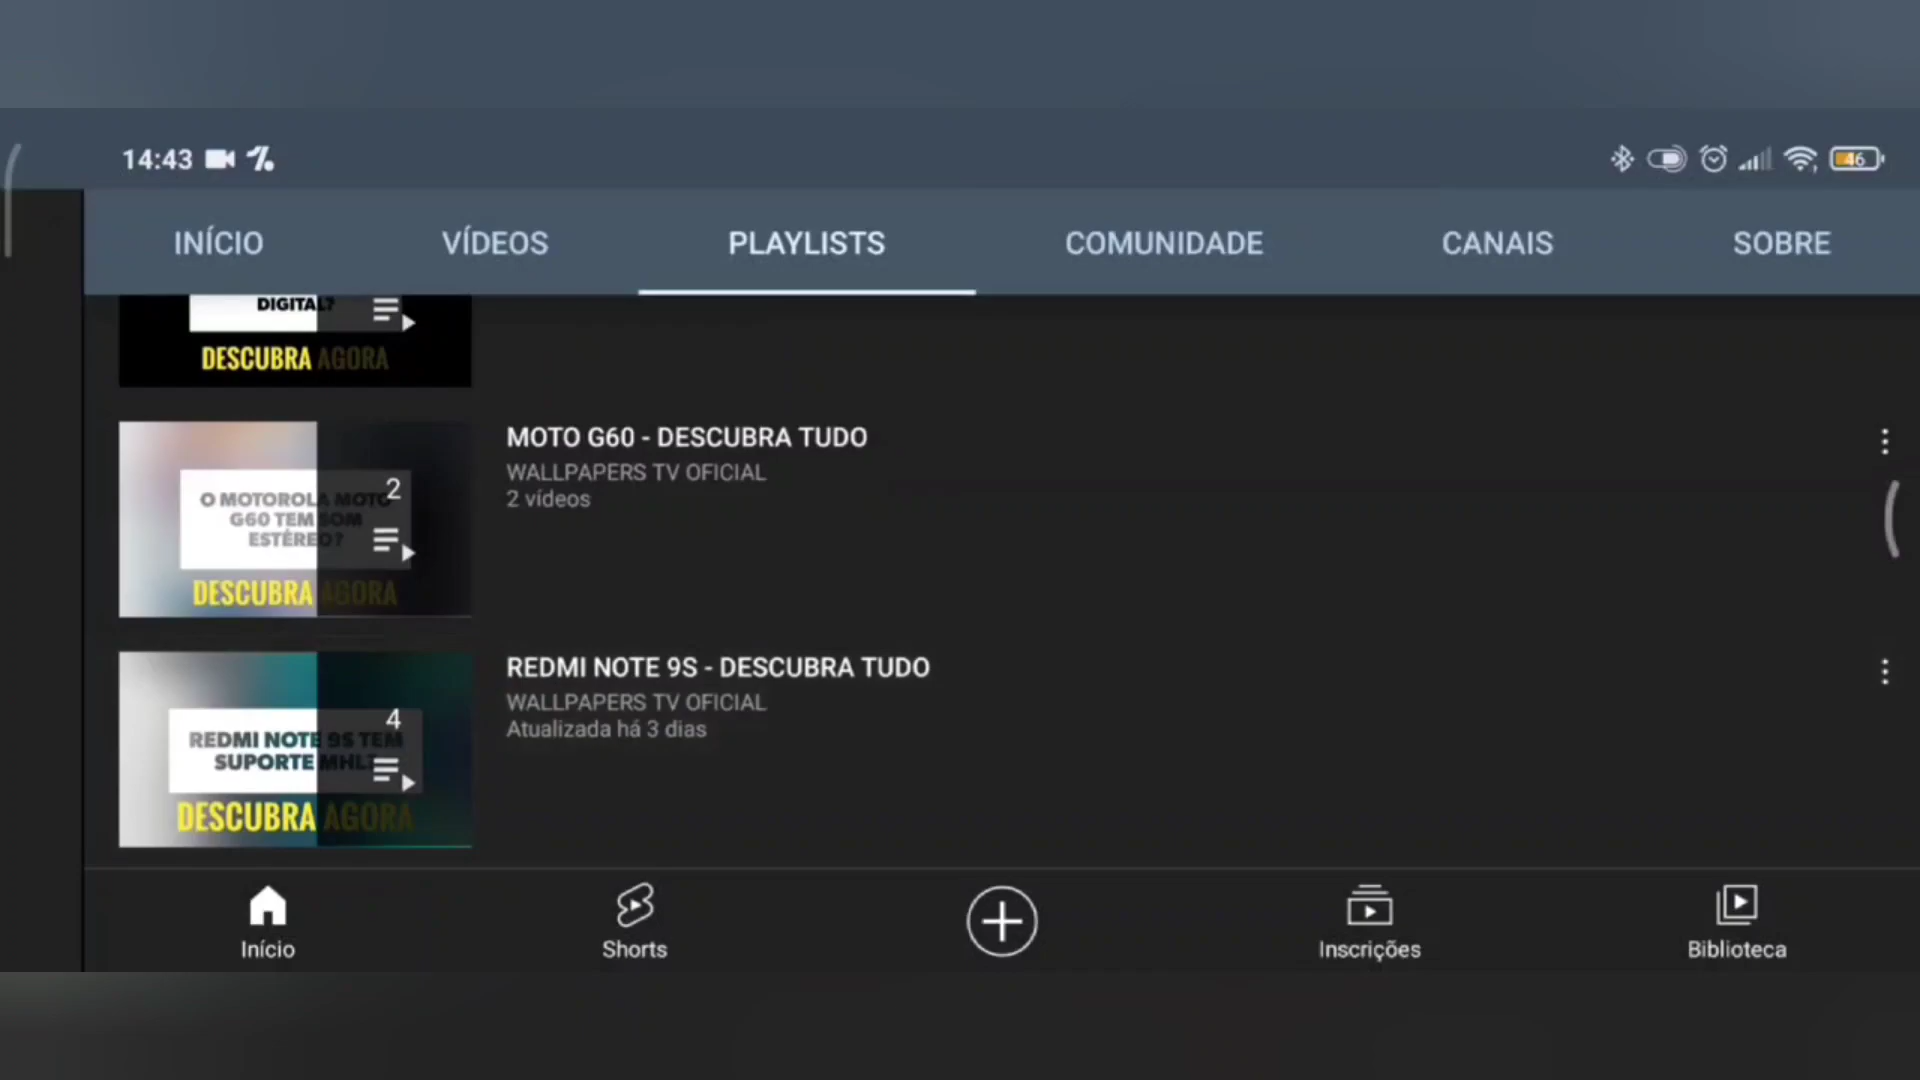 14:43
46
INÍCIO VÍDEOS PLAYLISTS COMUNIDADE CANAIS SOBRE
DIGITAL?
DESCUBRA AGORA
MOTO G60 - DESCUBRA TUDO
WALLPAPERS TV OFICIAL
2 vídeos
2
O MOTOROLA MOTO
G60 TEM SOM
ESTÉREO?
DESCUBRA AGORA
REDMI NOTE 9S - DESCUBRA TUDO
WALLPAPERS TV OFICIAL
Atualizada há 3 dias
4
REDMI NOTE 9S TEM
SUPORTE MHL?
DESCUBRA AGORA
Início Shorts Inscrições Biblioteca